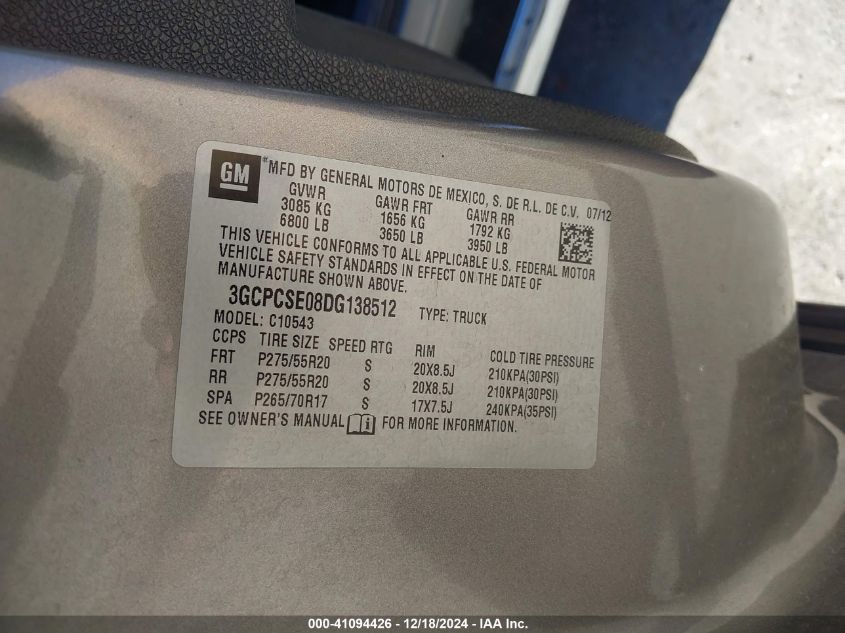 GM
#MFD BY GENERAL MOTORS DE MEXICO, S. DE R.L. DE C.V. 07/12
GVWR GAWR FRT GAWR RR
3085 KG 1656 KG 1792 KG
6800 LB 3650 LB 3950 LB
THIS VEHICLE CONFORMS TO ALL APPLICABLE U.S. FEDERAL MOTOR
VEHICLE SAFETY STANDARDS IN EFFECT ON THE DATE OF
MANUFACTURE SHOWN ABOVE.
3GCPCSE08DG138512 TYPE: TRUCK
MODEL: C10543
CCPS TIRE SIZE SPEED RTG RIM COLD TIRE PRESSURE
FRT P275/55R20 S 20X8.5J 210KPA(30PSI)
RR P275/55R20 S 20X8.5J 210KPA(30PSI)
SPA P265/70R17 S 17X7.5J 240KPA(35PSI)
SEE OWNER'S MANUAL i FOR MORE INFORMATION.
000-41094426 - 12/18/2024 - IAA Inc.